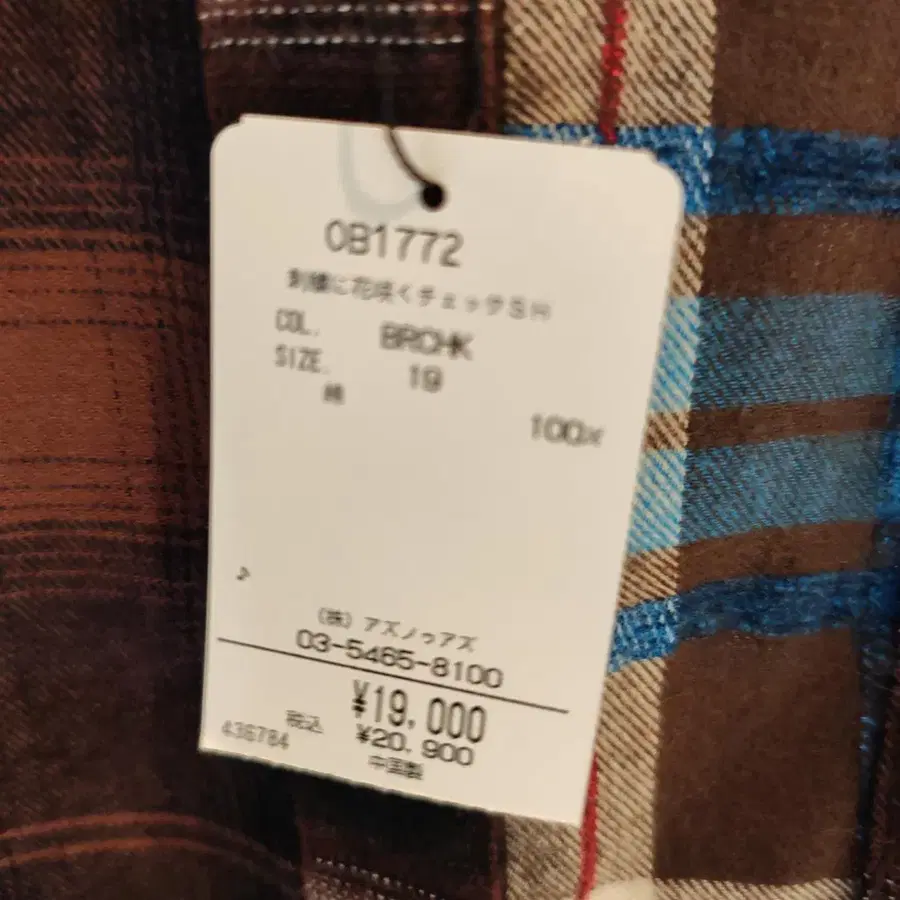 OB1772
刺繍に花咲くチェックSH
COL. BRCHK
SIZE. 19
綿 100%
♪
(株) アズノゥアズ
03-5465-8100
¥19,000
税込 ¥20,900
436784
中国製